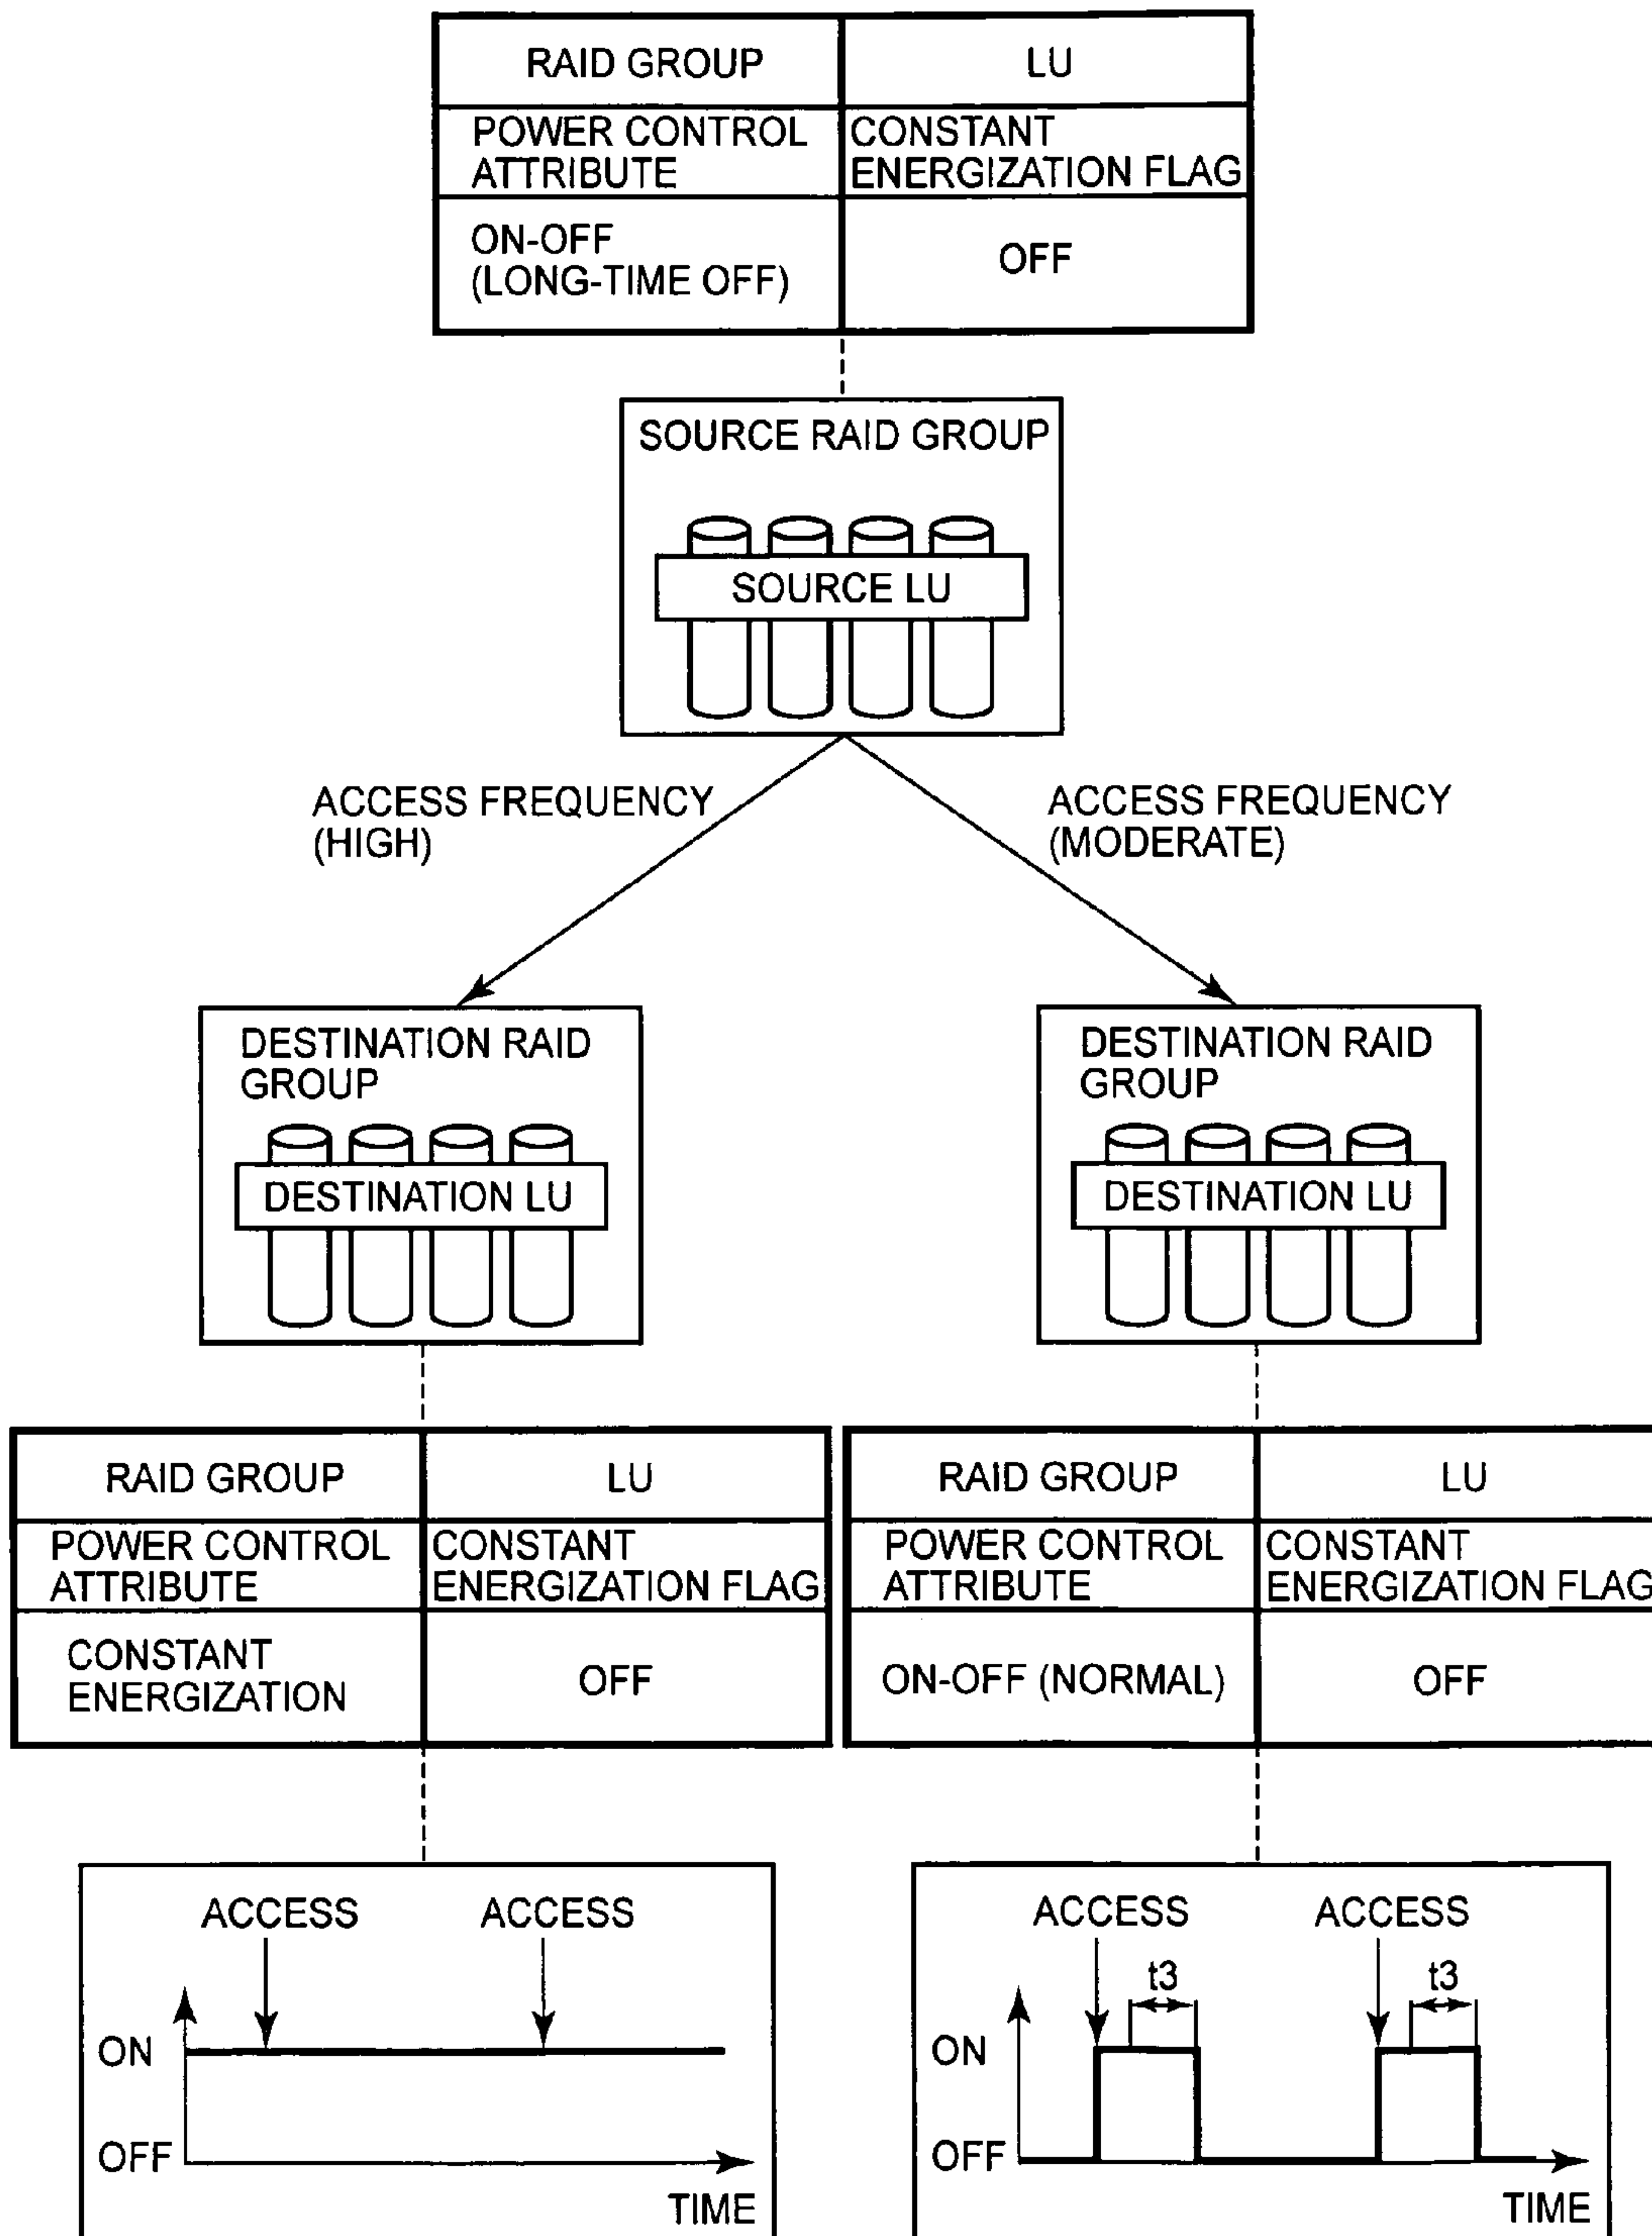 RAID GROUP
LU
POWER CONTROL
ATTRIBUTE
CONSTANT
ENERGIZATION FLAG
ON-OFF
(LONG-TIME OFF)
OFF
SOURCE RAID GROUP
SOURCE LU
ACCESS FREQUENCY
(HIGH)
ACCESS FREQUENCY
(MODERATE)
DESTINATION RAID
GROUP
DESTINATION LU
DESTINATION RAID
GROUP
DESTINATION LU
RAID GROUP
LU
POWER CONTROL
ATTRIBUTE
CONSTANT
ENERGIZATION FLAG
CONSTANT
ENERGIZATION
OFF
RAID GROUP
LU
POWER CONTROL
ATTRIBUTE
CONSTANT
ENERGIZATION FLAG
ON-OFF (NORMAL)
OFF
ACCESS
ACCESS
ON
OFF
TIME
ACCESS
ACCESS
t3
t3
ON
OFF
TIME